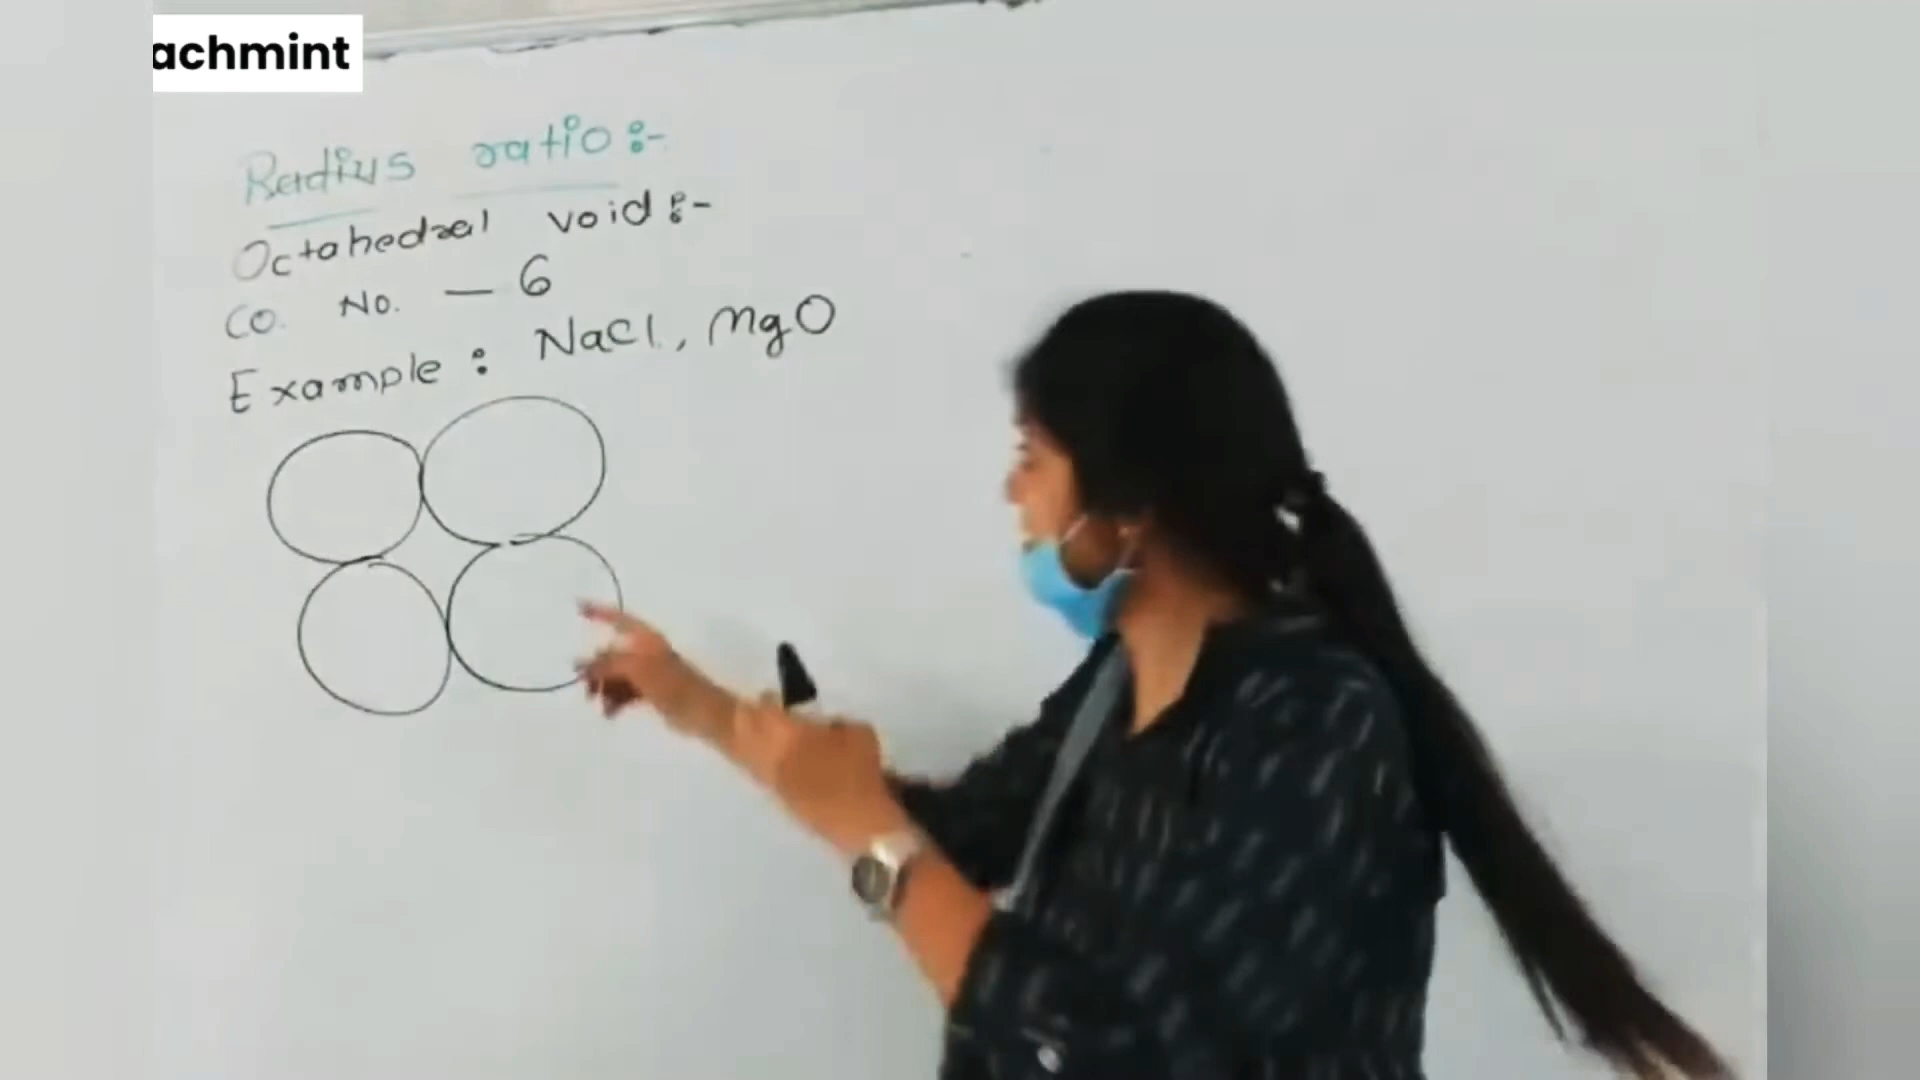 achmint
Radius ratio:-
Octahedral void:-
CO. No. — 6
Example : NaCl, MgO